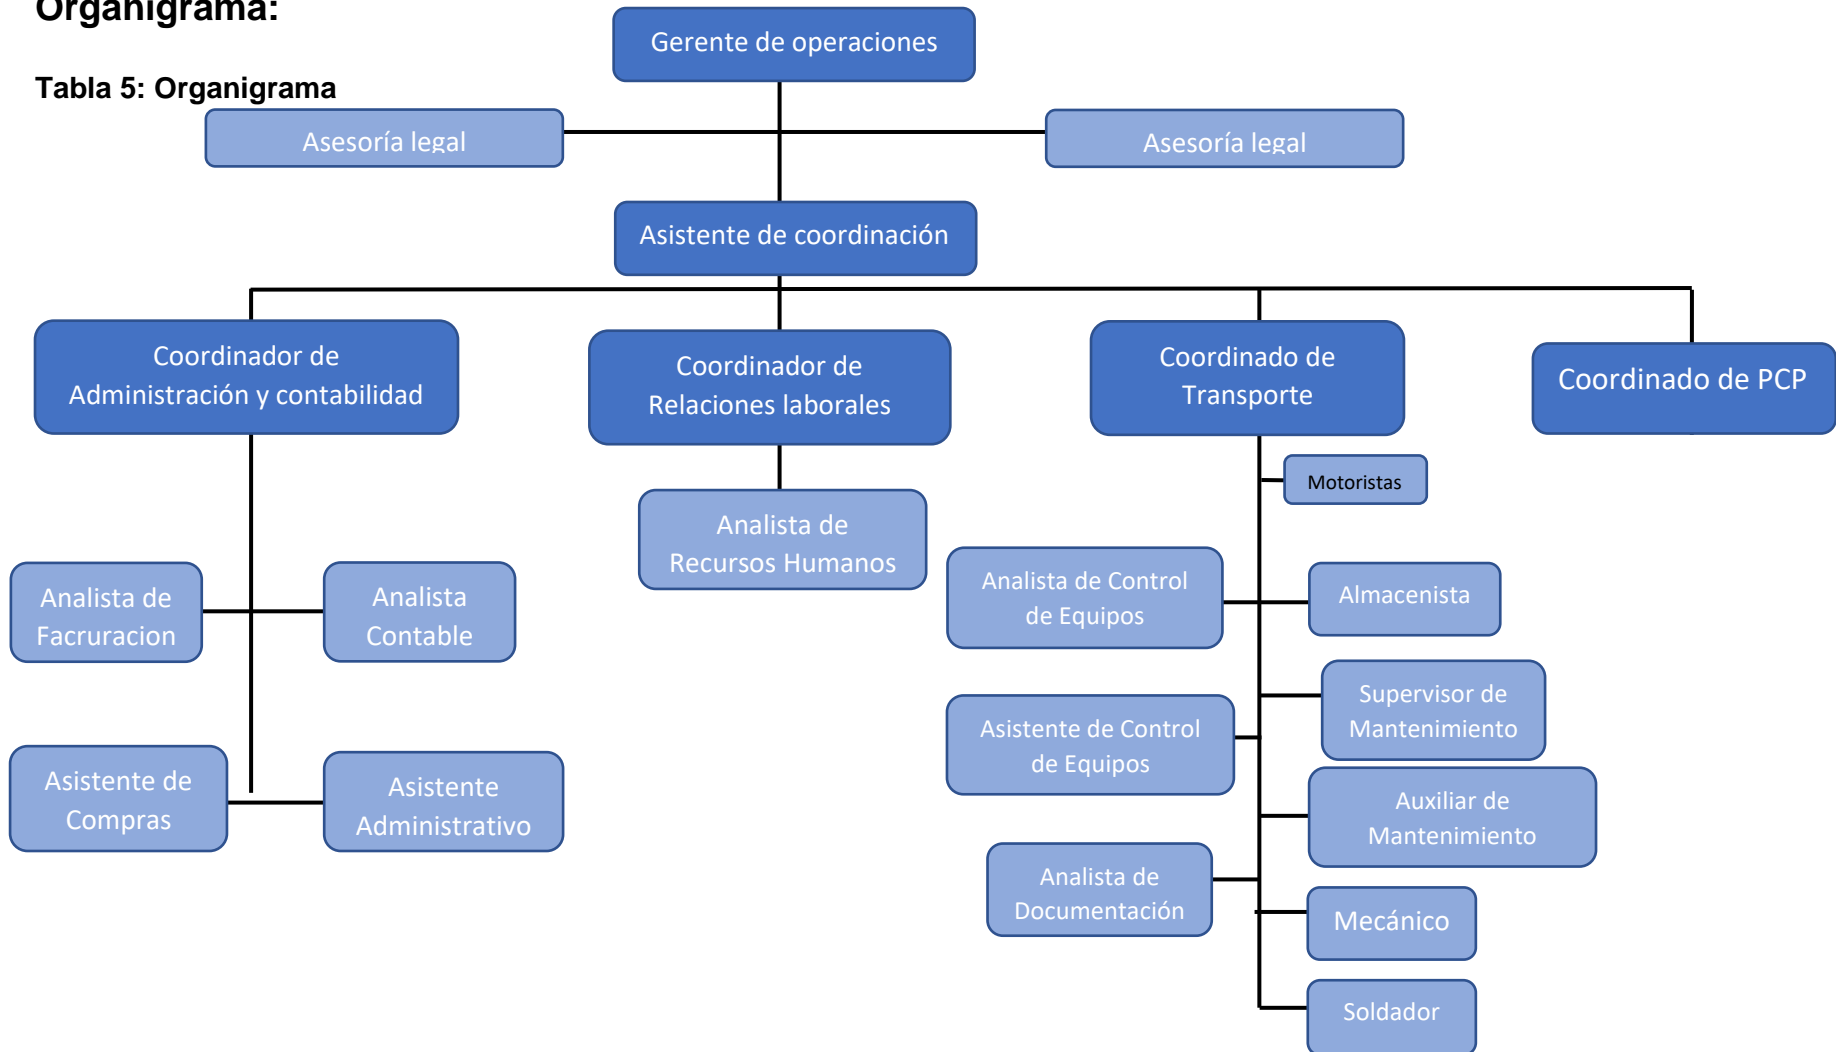 Organigrama:
Tabla 5: Organigrama
Gerente de operaciones
Asesoría legal
Asesoría legal
Asistente de coordinación
Coordinador de
Administración y contabilidad
Coordinador de
Relaciones laborales
Coordinado de
Transporte
Coordinado de PCP
Motoristas
Analista de
Recursos Humanos
Analista de
Facruracion
Analista
Contable
Analista de Control
de Equipos
Almacenista
Supervisor de
Mantenimiento
Asistente de Control
de Equipos
Asistente de
Compras
Asistente
Administrativo
Auxiliar de
Mantenimiento
Analista de
Documentación
Mecánico
Soldador